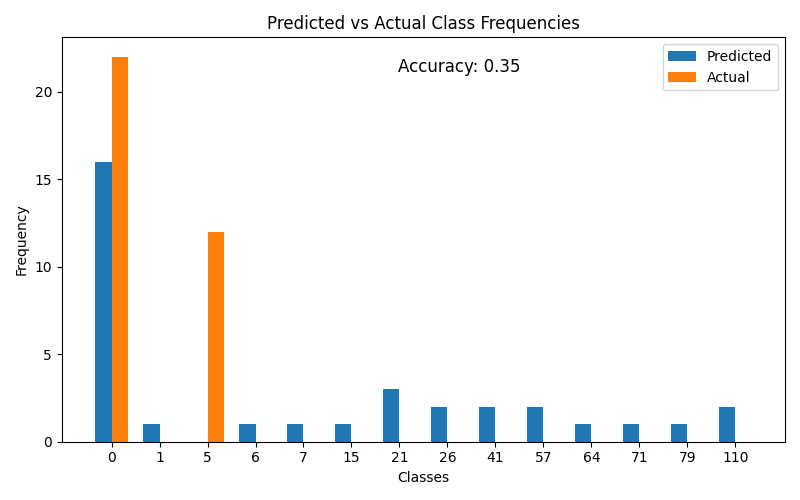 Predicted vs Actual Class Frequencies
Accuracy: 0.35
Predicted
Actual
Frequency
20
15
10
5
0
0 1 5 6 7 15 21 26 41 57 64 71 79 110
Classes